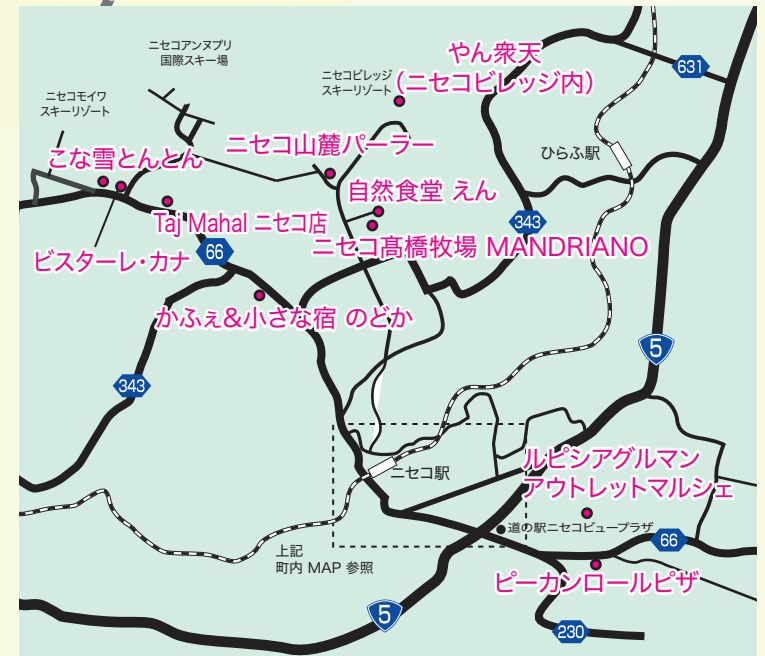 ニセコアンヌプリ
国際スキー場
ニセコモイワ
スキーリゾート
ニセコビレッジ
スキーリゾート
やん衆天
(ニセコビレッジ内)
631
ひらふ駅
こな雪とんとん
ニセコ山麓パーラー
自然食堂 えん
Taj Mahal ニセコ店
343
ニセコ髙橋牧場 MANDRIANO
66
ビスターレ・カナ
かふぇ&小さな宿 のどか
5
343
ニセコ駅
ルピシアグルマン
アウトレットマルシェ
道の駅ニセコビュープラザ
66
上記
町内 MAP 参照
ピーカンロールピザ
5
230